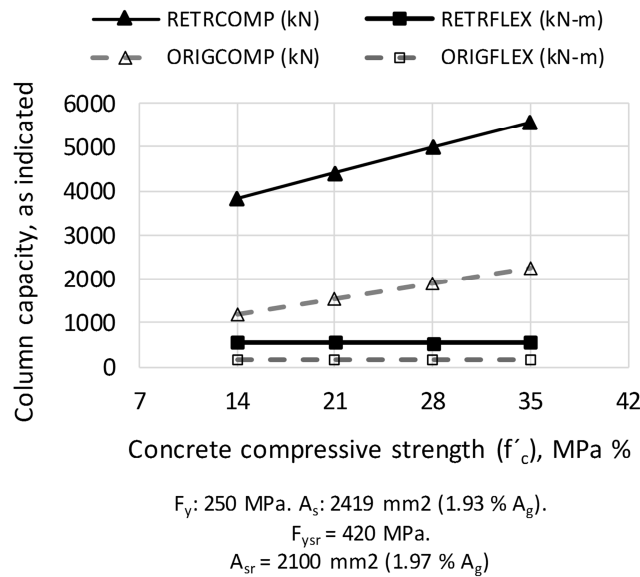 RETRCOMP (kN) RETRFLEX (kN-m)
ORIGCOMP (kN) ORIGFLEX (kN-m)
Column capacity, as indicated
6000
5000
4000
3000
2000
1000
0
7 14 21 28 35 42
Concrete compressive strength (f´c), MPa %
Fy: 250 MPa. As: 2419 mm2 (1.93 % Ag).
Fysr = 420 MPa.
Asr = 2100 mm2 (1.97 % Ag)